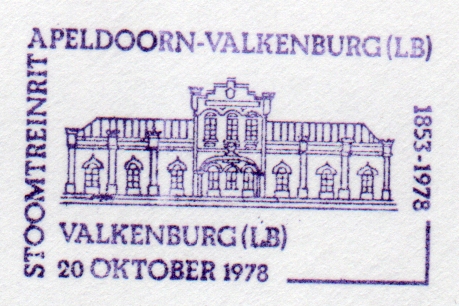 STOOMTREINRIT
APELDOORN-VALKENBURG (LB)
1853-1978
VALKENBURG (LB)
20 OKTOBER 1978